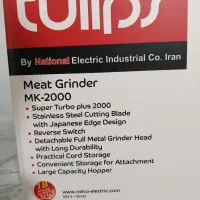 tulips
By National Electric Industrial Co. Iran
Meat Grinder
MK-2000
• Super Turbo plus 2000
• Stainless Steel Cutting Blade
with Japanese Edge Design
• Reverse Switch
• Detachable Full Metal Grinder Head
with Long Durability
• Practical Cord Storage
• Convenient Storage for Attachment
• Large Capacity Hopper
18
www.nelco-electric.com